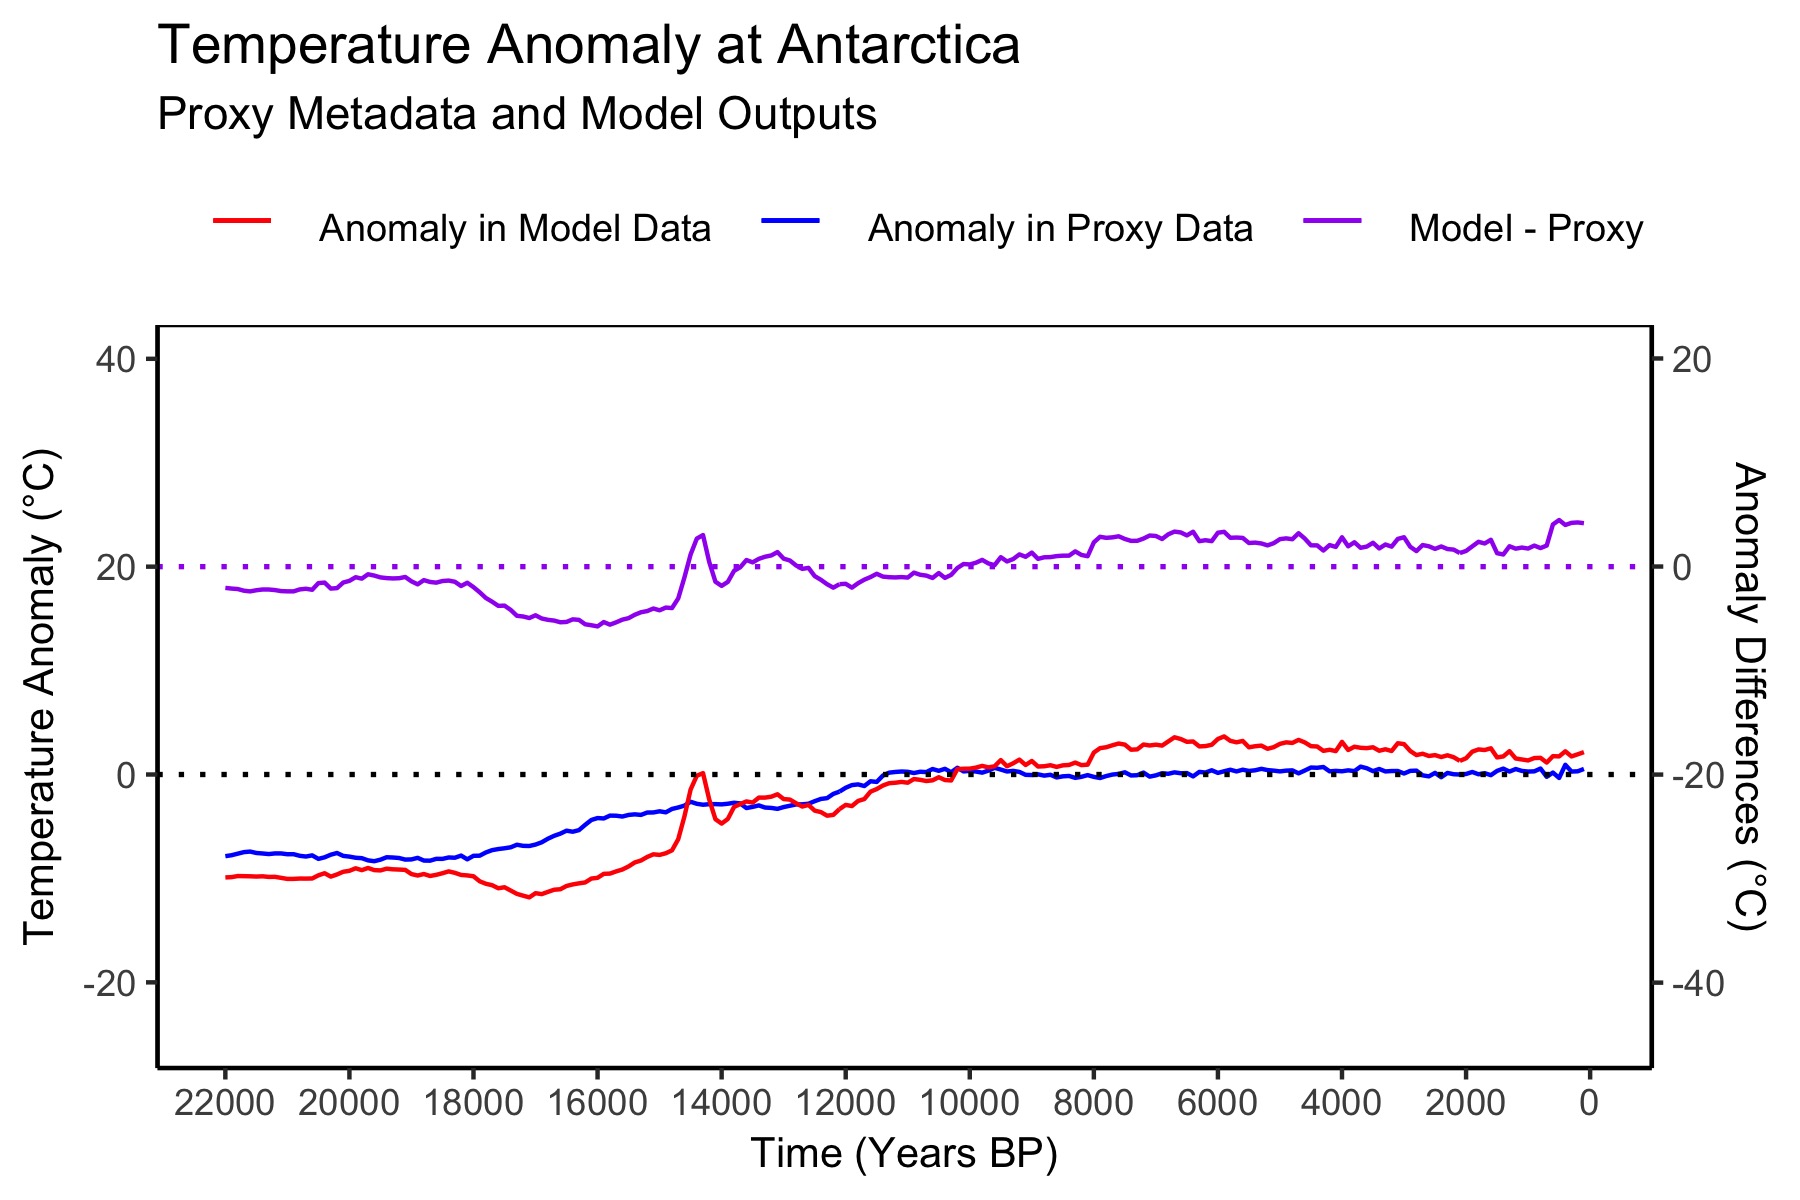 Temperature Anomaly at Antarctica
Proxy Metadata and Model Outputs
Anomaly in Model Data Anomaly in Proxy Data Model - Proxy
Temperature Anomaly (°C)
40
20
0
-20
20
0
-20
-40
Anomaly Differences (°C)
22000 20000 18000 16000 14000 12000 10000 8000 6000 4000 2000 0
Time (Years BP)